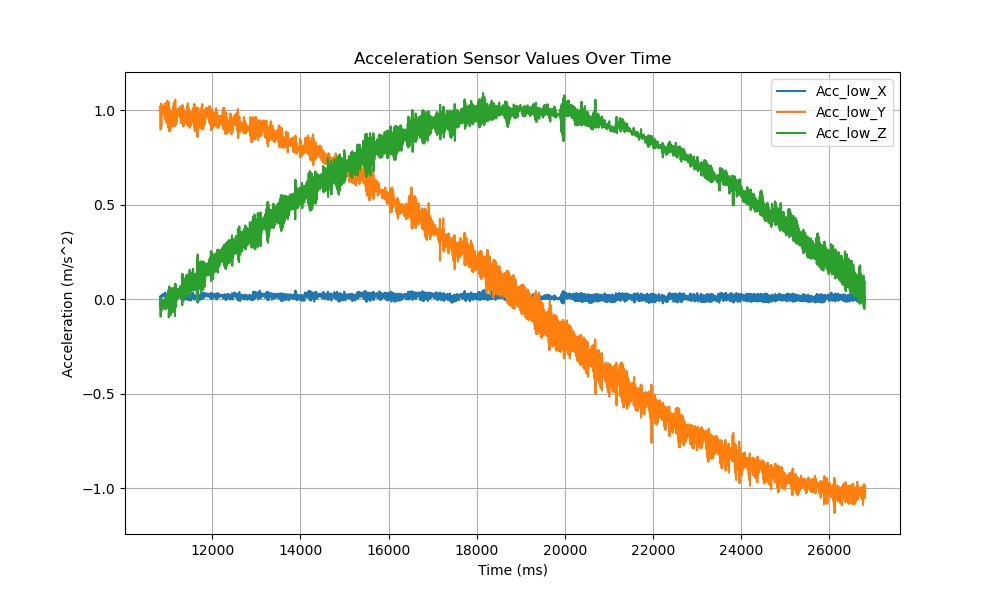 Acceleration Sensor Values Over Time
Acc_low_X
Acc_low_Y
Acc_low_Z
1.0
0.5
0.0
−0.5
−1.0
Acceleration (m/s^2)
12000 14000 16000 18000 20000 22000 24000 26000
Time (ms)